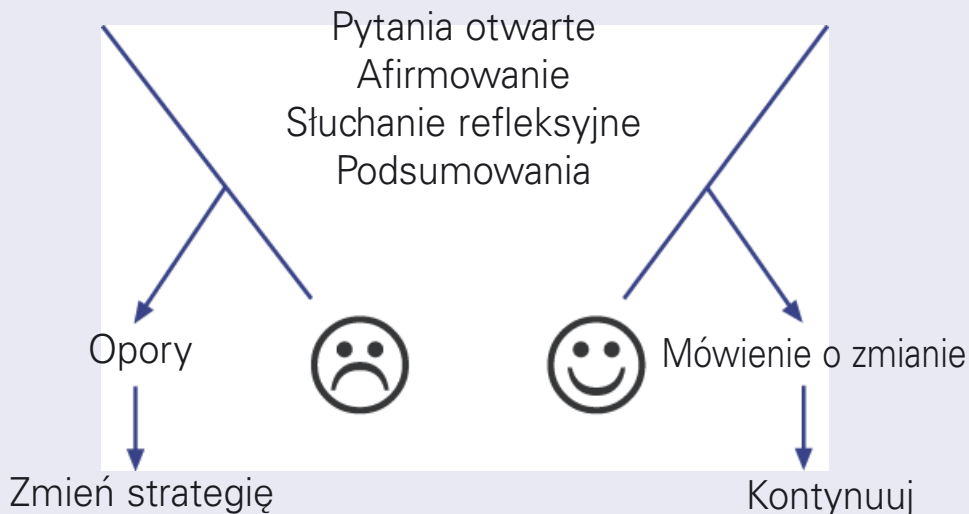 Pytania otwarte
Afirmowanie
Słuchanie refleksyjne
Podsumowania
Opory
Mówienie o zmianie
Zmień strategię
Kontynuuj